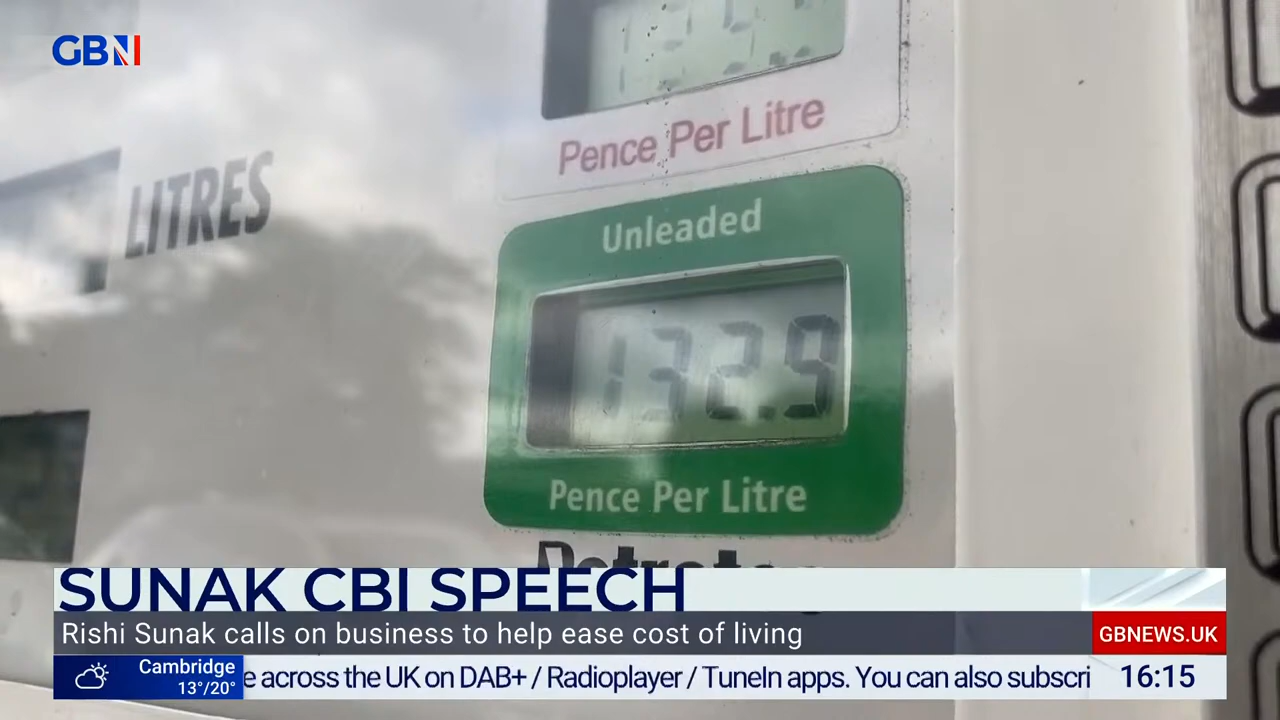 GBN
Pence Per Litre
LITRES
Unleaded
132.9
Pence Per Litre
SUNAK CBI SPEECH
Rishi Sunak calls on business to help ease cost of living
GBNEWS.UK
Cambridge
13°/20°
e across the UK on DAB+ / Radioplayer / TuneIn apps. You can also subscri
16:15